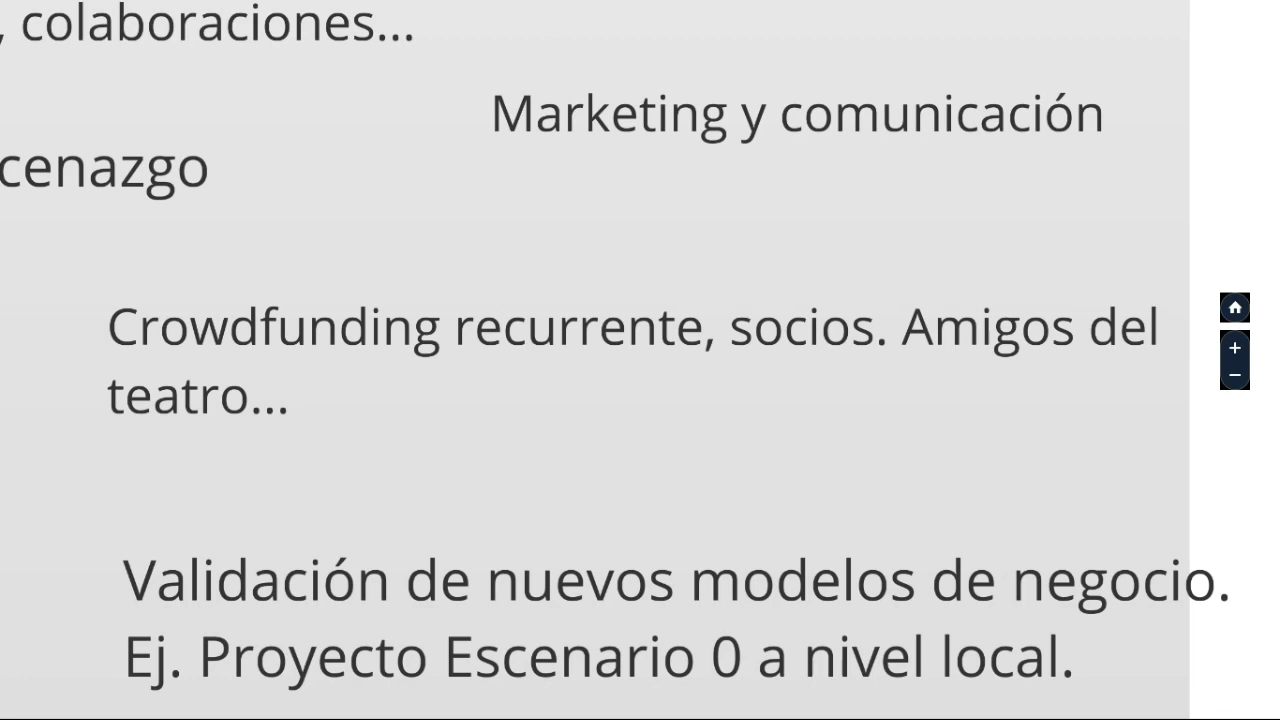 , colaboraciones...
Marketing y comunicación
cenazgo
Crowdfunding recurrente, socios. Amigos del
teatro...
Validación de nuevos modelos de negocio.
Ej. Proyecto Escenario 0 a nivel local.